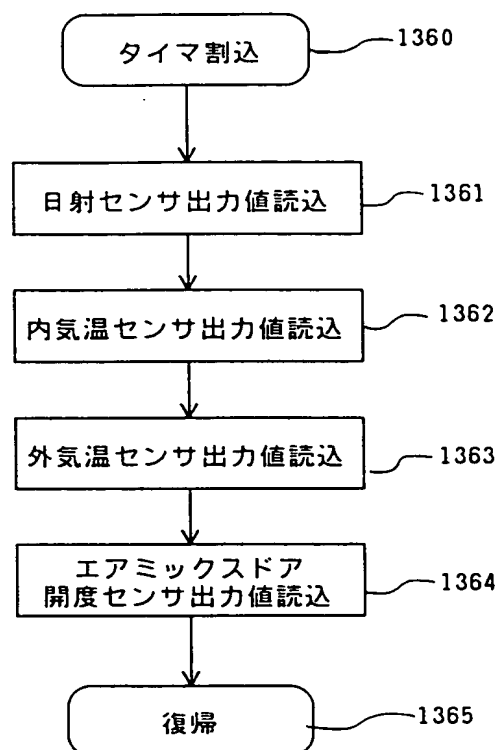 タイマ割込
1360
日射センサ出力値読込
1361
内気温センサ出力値読込
1362
外気温センサ出力値読込
1363
エアミックスドア
開度センサ出力値読込
1364
復帰
1365